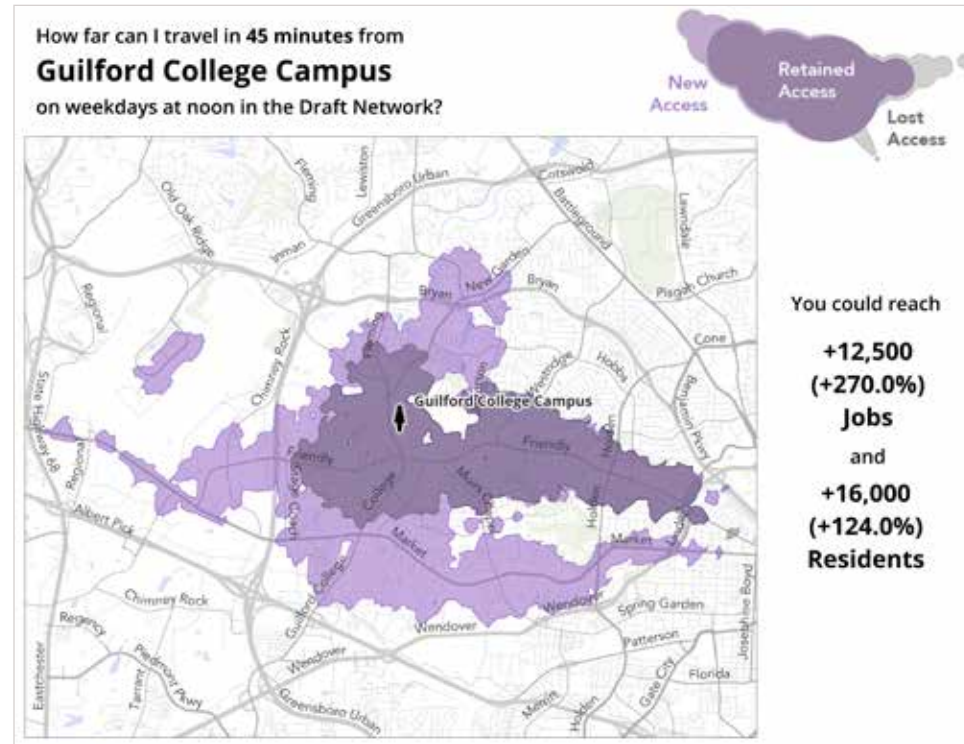 How far can I travel in 45 minutes from
Guilford College Campus
on weekdays at noon in the Draft Network?
New
Access
Retained
Access
Lost
Access
Fleming
Lewiston
Greensboro Urban
Cotswold
Battleground
Lawndale
Old Oak Ridge
Inman
Pisgah Church
New Garden
Bryan
Bryan
Regional
Chimney Rock
Cone
Hobbs
Westridge
Benjamin Pkwy
State Highway 68
Guilford College Campus
Friendly
Friendly
Holden
Regional
College
Muirs
Albert Pick
Market
Holden
Market
Chimney Rock
Guilford College
Wendover
Spring Garden
Josephine Boyd
Regency
Wendover
Patterson
Piedmont Pkwy
Wendover
Gate City
Florida
Eastchester
Tarrant
Greensboro Urban
Metrit
Holden
You could reach
+12,500
(+270.0%)
Jobs
and
+16,000
(+124.0%)
Residents